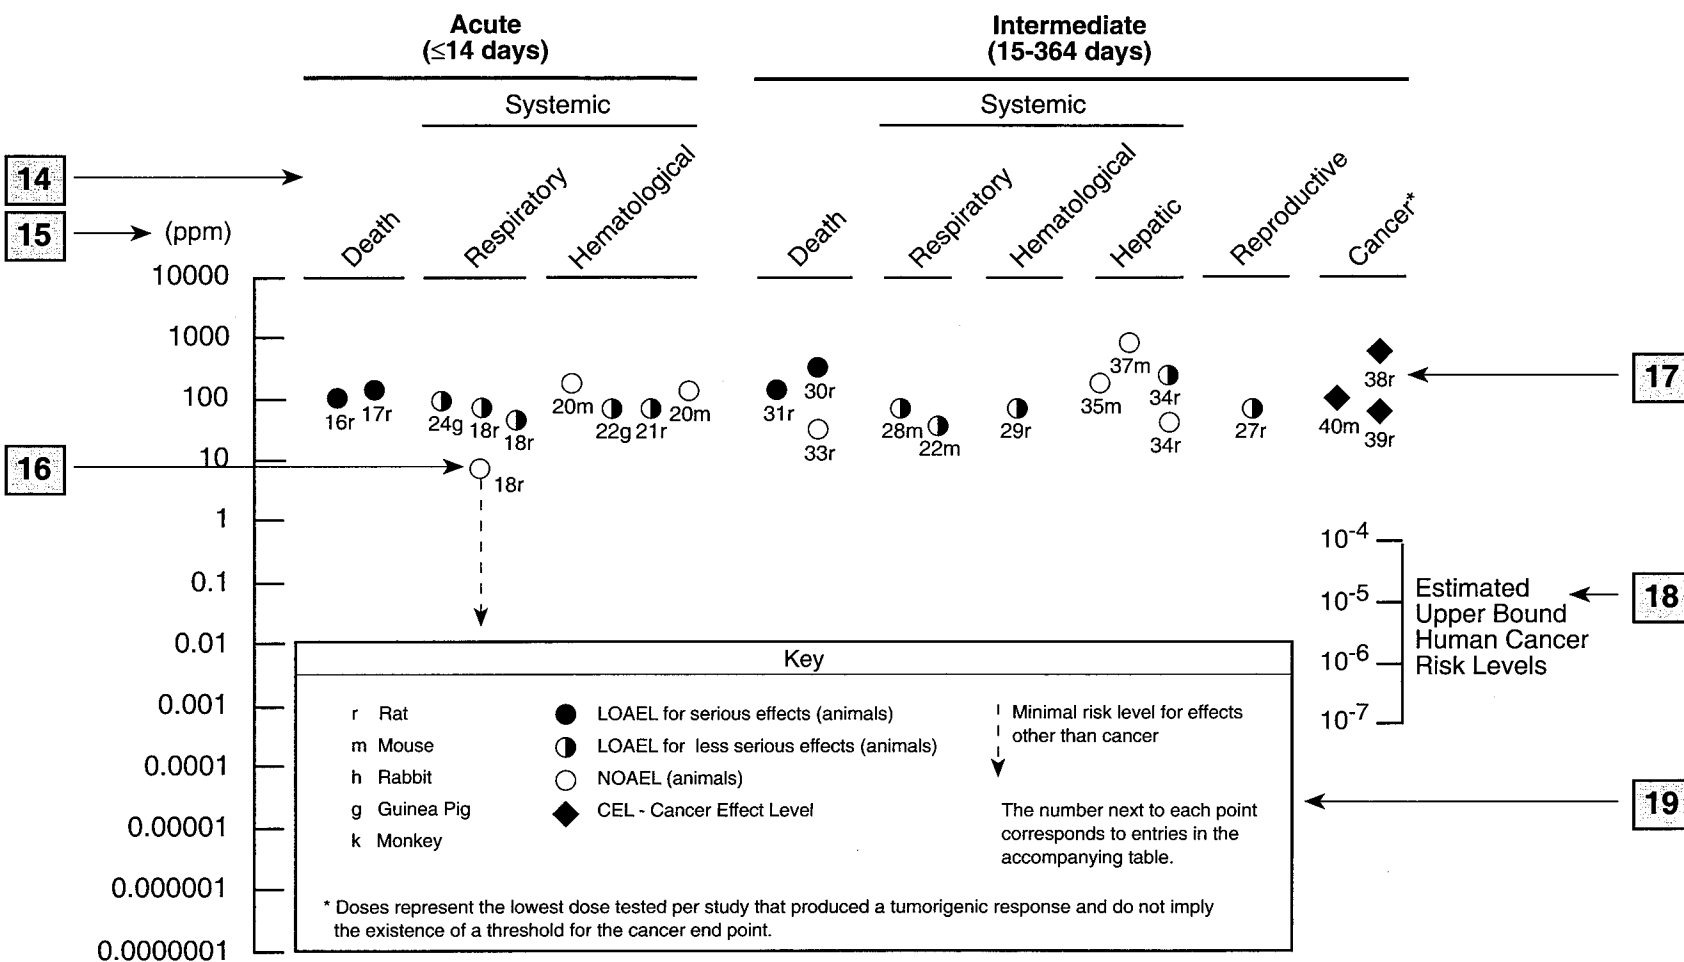 Acute
(≤14 days)
Intermediate
(15-364 days)
Systemic
Systemic
14
15
(ppm)
Death
Respiratory
Hematological
Death
Respiratory
Hematological
Hepatic
Reproductive
Cancer*
10000
1000
100
10
1
0.1
0.01
0.001
0.0001
0.00001
0.000001
0.0000001
16r
17r
24g
18r
18r
20m
22g
21r
20m
31r
30r
33r
28m
22m
29r
35m
37m
34r
34r
27r
40m
38r
39r
17
16
18r
10-4
10-5
10-6
10-7
Estimated
Upper Bound
Human Cancer
Risk Levels
18
Key
r Rat
m Mouse
h Rabbit
g Guinea Pig
k Monkey
LOAEL for serious effects (animals)
LOAEL for less serious effects (animals)
NOAEL (animals)
CEL - Cancer Effect Level
Minimal risk level for effects
other than cancer
The number next to each point
corresponds to entries in the
accompanying table.
19
* Doses represent the lowest dose tested per study that produced a tumorigenic response and do not imply
the existence of a threshold for the cancer end point.